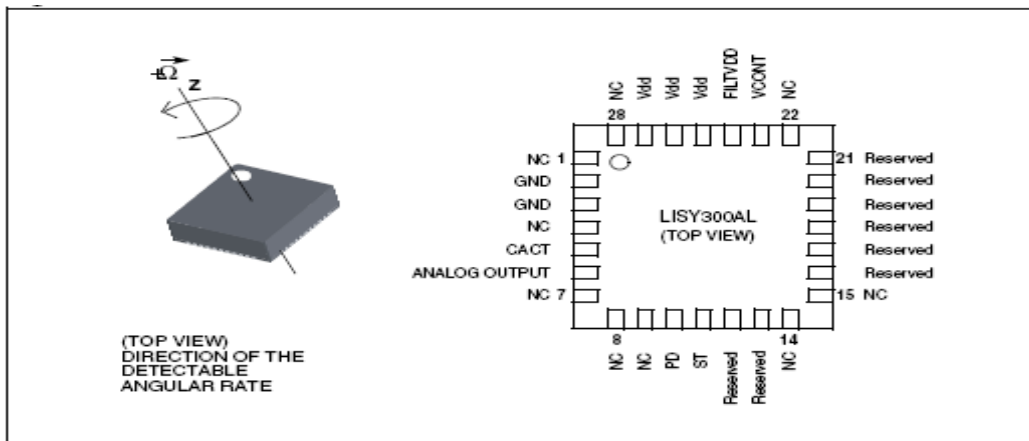 +Ω
Z
(TOP VIEW)
DIRECTION OF THE
DETECTABLE
ANGULAR RATE
NC Vdd Vdd Vdd FILTVDD VCONT NC
28 22
NC 1
GND
GND
NC
CACT
ANALOG OUTPUT
NC 7
LISY300AL
(TOP VIEW)
21 Reserved
Reserved
Reserved
Reserved
Reserved
Reserved
15 NC
8 14
NC NC PD ST Reserved Reserved NC